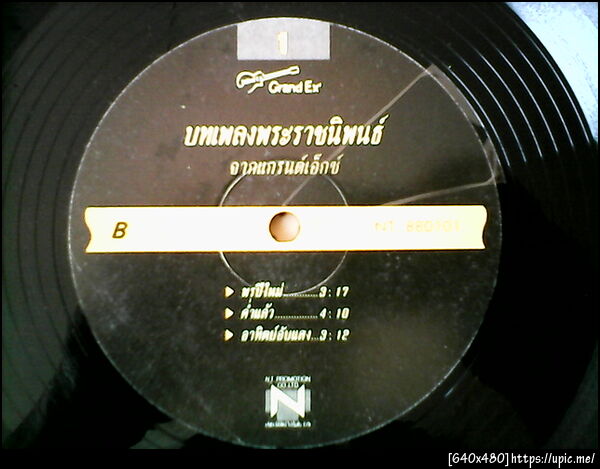 1
Grand Ex'
บทเพลงพระราชนิพนธ์
จากแกรนด์เอ็กซ์
B NT 880101
พรปีใหม่............3:17
ค่ำแล้ว............4:10
อาทิตย์อับแสง...3:12
N.T. PROMOTION
CO.,LTD.
N
[640x480]https://upic.me/